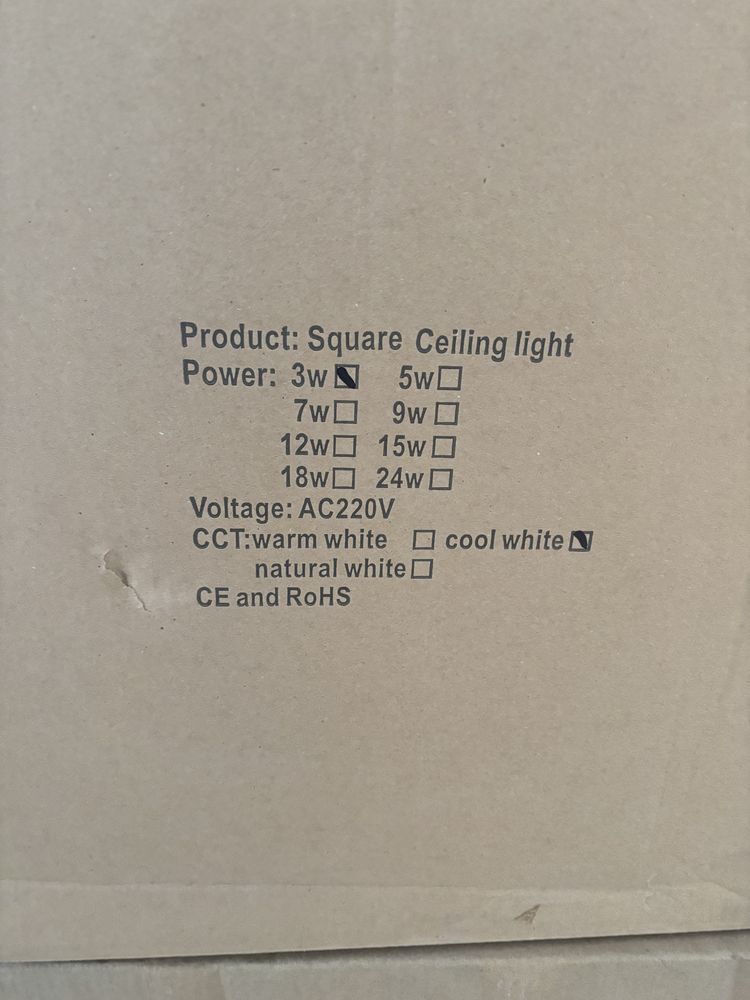 Product: Square Ceiling light
Power: 3w☑ 5w☐
7w☐ 9w☐
12w☐ 15w☐
18w☐ 24w☐
Voltage: AC220V
CCT:warm white ☐ cool white☑
natural white☐
CE and RoHS